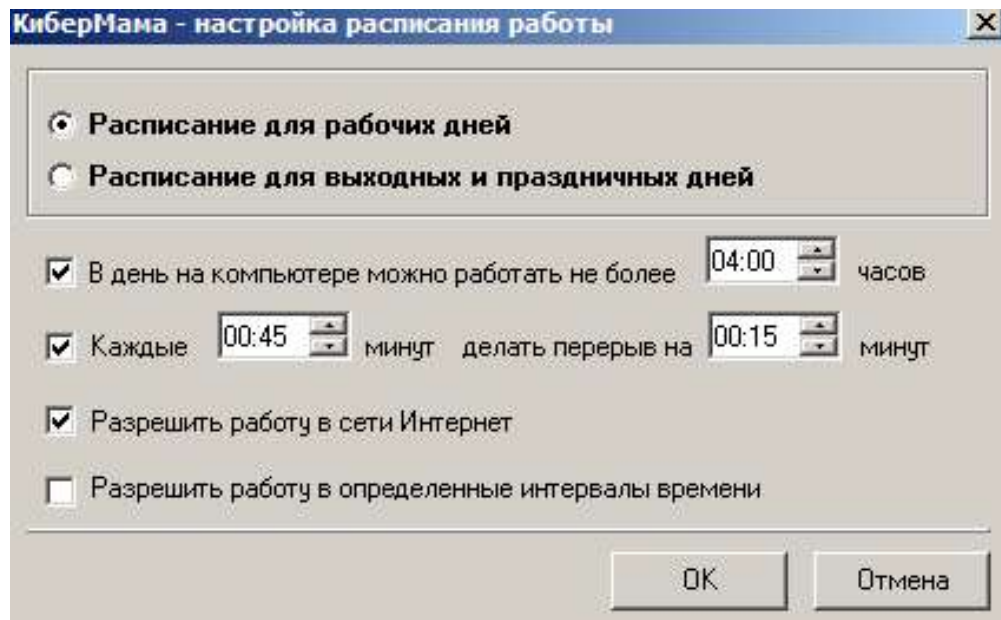 КиберМама - настройка расписания работы
Расписание для рабочих дней
Расписание для выходных и праздничных дней
В день на компьютере можно работать не более 04:00 часов
Каждые 00:45 минут делать перерыв на 00:15 минут
Разрешить работу в сети Интернет
Разрешить работу в определенные интервалы времени
OK Отмена